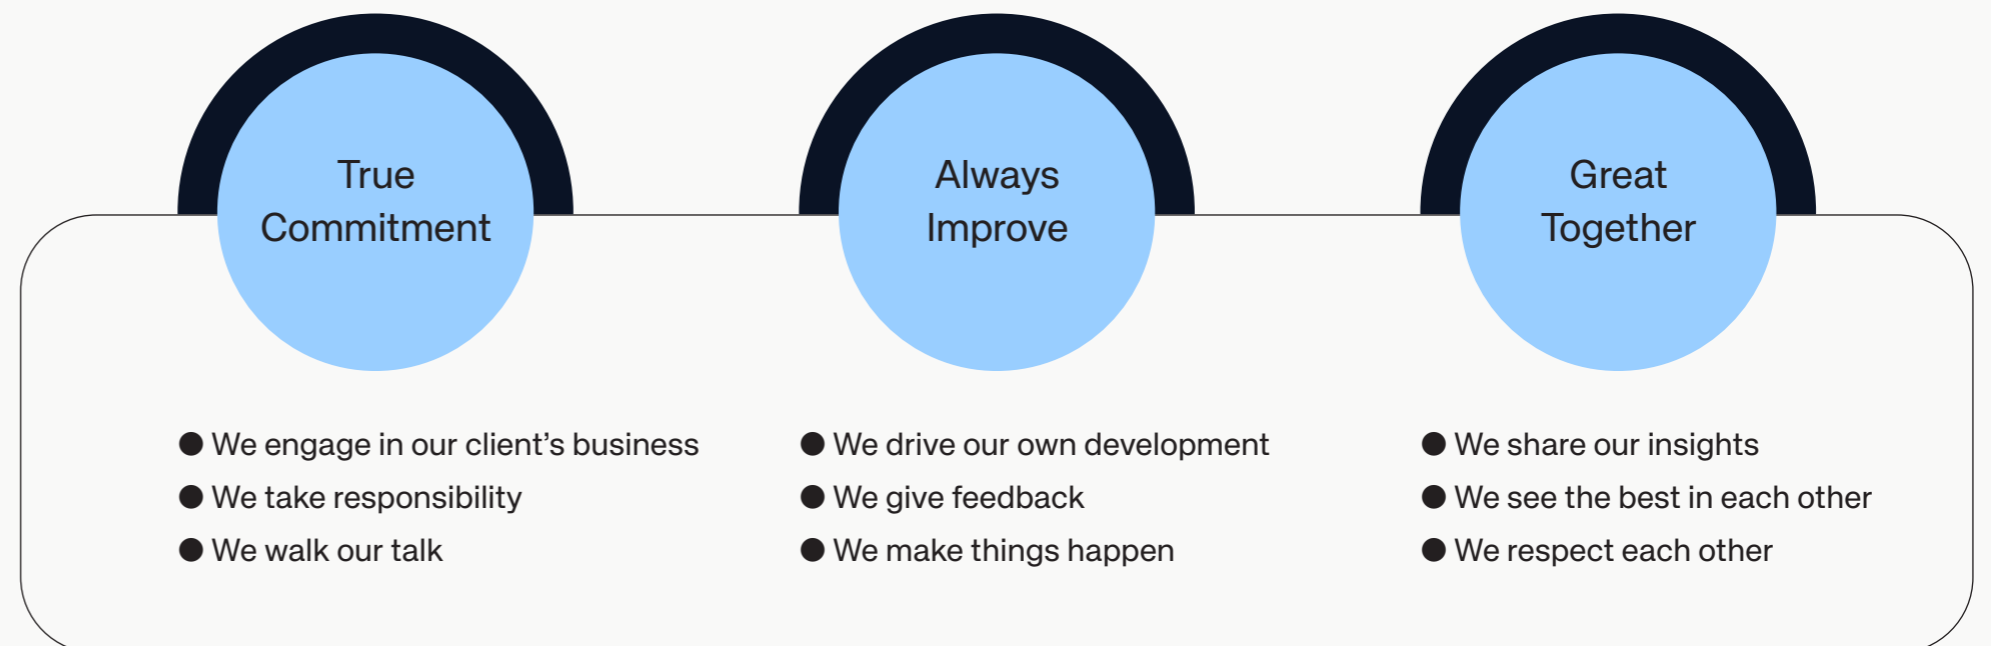 True
Commitment
● We engage in our client’s business
● We take responsibility
● We walk our talk
Always
Improve
● We drive our own development
● We give feedback
● We make things happen
Great
Together
● We share our insights
● We see the best in each other
● We respect each other